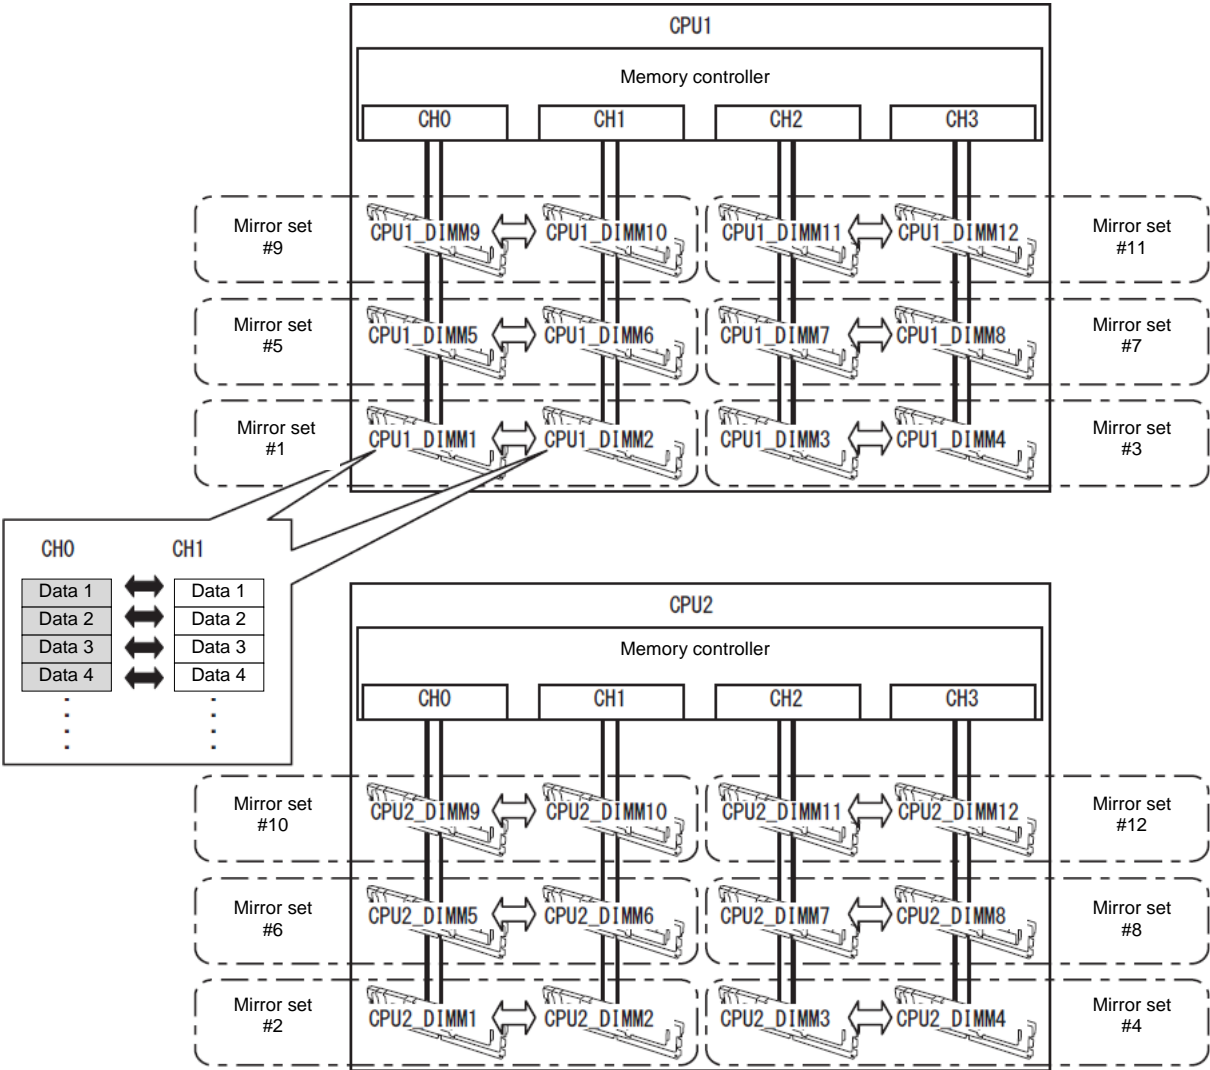 CPU1
Memory controller
CH0 CH1 CH2 CH3
Mirror set
#9
CPU1_DIMM9 CPU1_DIMM10 CPU1_DIMM11 CPU1_DIMM12
Mirror set
#11
Mirror set
#5
CPU1_DIMM5 CPU1_DIMM6 CPU1_DIMM7 CPU1_DIMM8
Mirror set
#7
Mirror set
#1
CPU1_DIMM1 CPU1_DIMM2 CPU1_DIMM3 CPU1_DIMM4
Mirror set
#3
CH0 CH1
Data 1 Data 1
Data 2 Data 2
Data 3 Data 3
Data 4 Data 4
CPU2
Memory controller
CH0 CH1 CH2 CH3
Mirror set
#10
CPU2_DIMM9 CPU2_DIMM10 CPU2_DIMM11 CPU2_DIMM12
Mirror set
#12
Mirror set
#6
CPU2_DIMM5 CPU2_DIMM6 CPU2_DIMM7 CPU2_DIMM8
Mirror set
#8
Mirror set
#2
CPU2_DIMM1 CPU2_DIMM2 CPU2_DIMM3 CPU2_DIMM4
Mirror set
#4